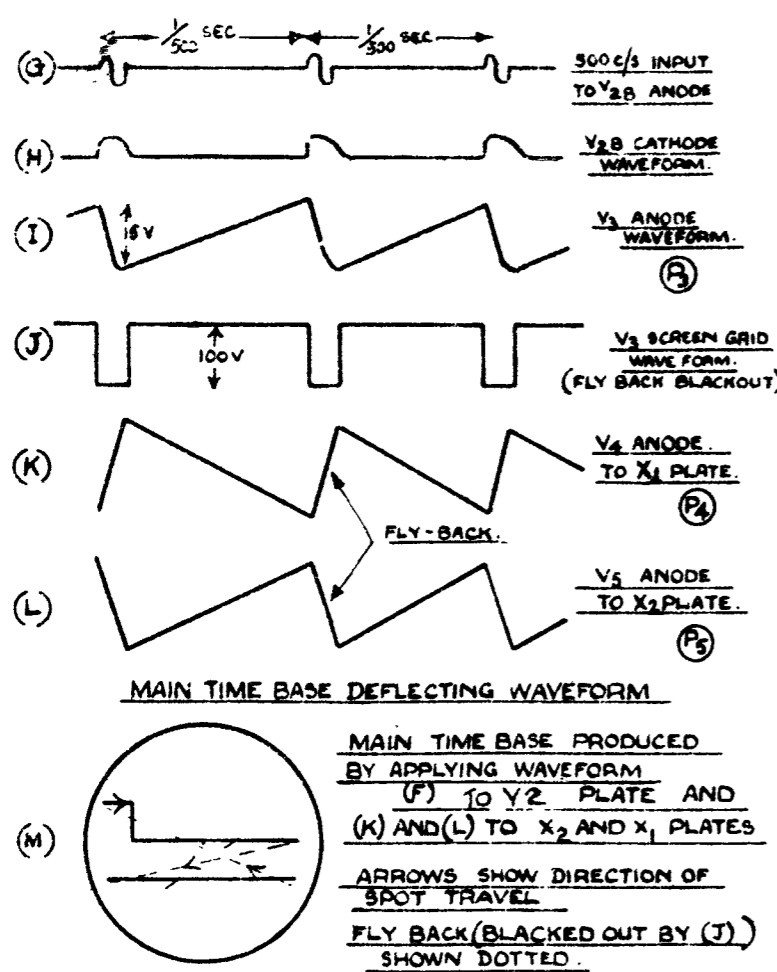 1/500 SEC 1/500 SEC
(G) 500 C/S INPUT
TO V2B ANODE
(H) V2B CATHODE
WAVEFORM.
(I) 15V V3 ANODE
WAVEFORM.
P3
(J) 100V V3 SCREEN GRID
WAVE FORM.
(FLY BACK BLACKOUT)
(K) V4 ANODE.
TO X1 PLATE.
P4
FLY-BACK.
(L) V5 ANODE
TO X2 PLATE.
P5
MAIN TIME BASE DEFLECTING WAVEFORM
(M)
MAIN TIME BASE PRODUCED
BY APPLYING WAVEFORM
(F) TO Y2 PLATE AND
(K) AND (L) TO X2 AND X1 PLATES
ARROWS SHOW DIRECTION OF
SPOT TRAVEL
FLY BACK (BLACKED OUT BY (J))
SHOWN DOTTED.